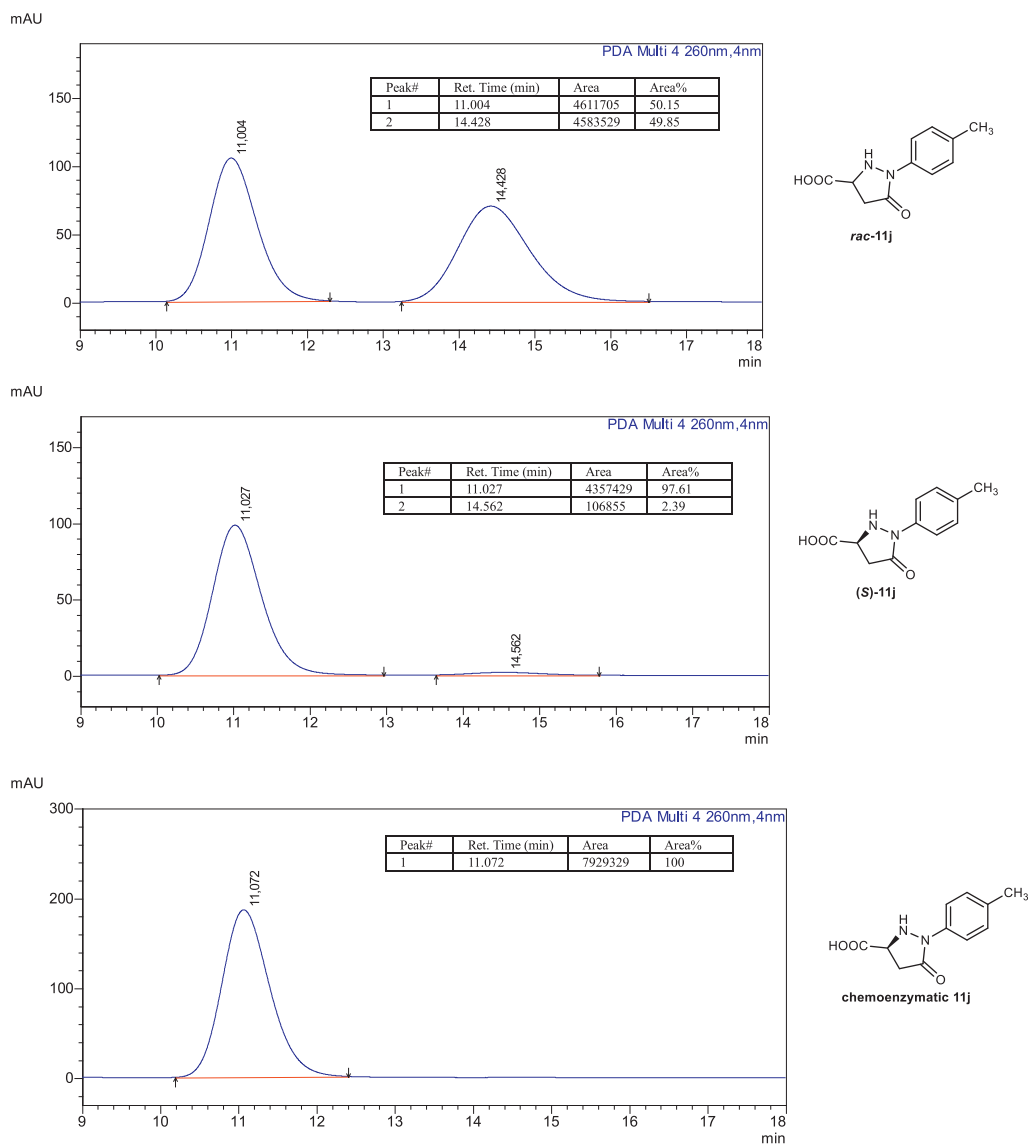 mAU
PDA Multi 4 260nm,4nm
Peak# Ret. Time (min) Area Area%
1 11.004 4611705 50.15
2 14.428 4583529 49.85
150
100
50
0
11,004
14,428
9 10 11 12 13 14 15 16 17 18
min
CH3
H
N
N
HOOC
O
rac-11j
mAU
PDA Multi 4 260nm,4nm
Peak# Ret. Time (min) Area Area%
1 11.027 4357429 97.61
2 14.562 106855 2.39
150
100
50
0
11,027
14,562
9 10 11 12 13 14 15 16 17 18
min
CH3
H
N
N
HOOC
O
(S)-11j
mAU
PDA Multi 4 260nm,4nm
Peak# Ret. Time (min) Area Area%
1 11.072 7929329 100
300
200
100
0
11,072
9 10 11 12 13 14 15 16 17 18
min
CH3
H
N
N
HOOC
O
chemoenzymatic 11j